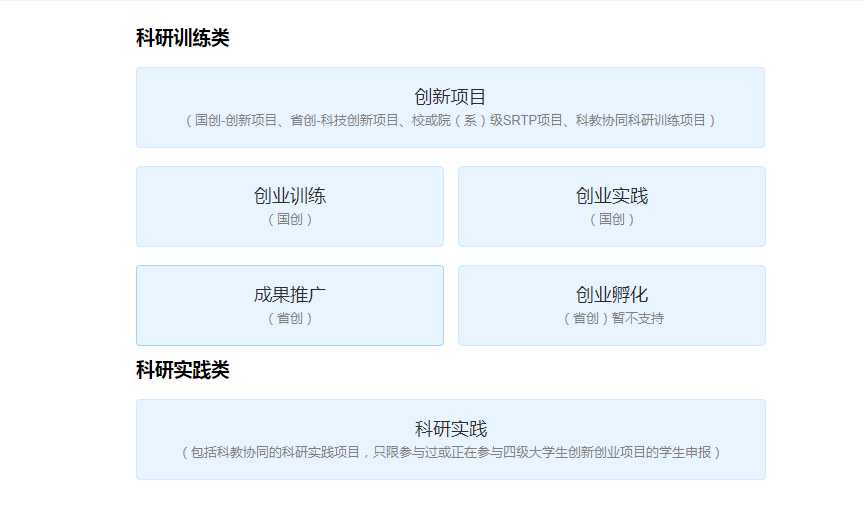 科研训练类
创新项目
（国创-创新项目、省创-科技创新项目、校或院（系）级SRTP项目、科教协同科研训练项目）
创业训练
（国创）
创业实践
（国创）
成果推广
（省创）
创业孵化
（省创）暂不支持
科研实践类
科研实践
（包括科教协同的科研实践项目，只限参与过或正在参与四级大学生创新创业项目的学生申报）